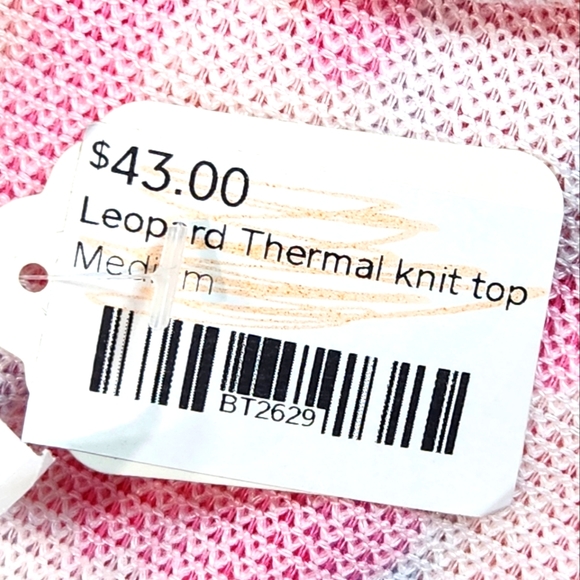 $43.00
Leopard Thermal knit top
Medium
BT2629